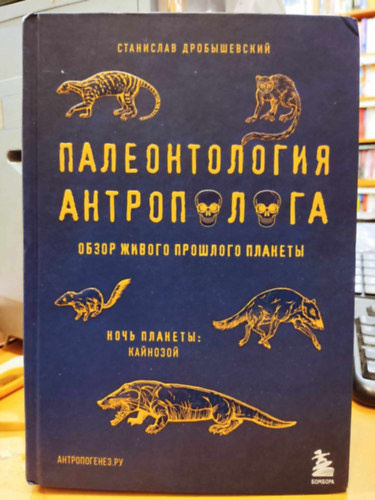 СТАНИСЛАВ ДРОБЫШЕВСКИЙ
ПАЛЕОНТОЛОГИЯ
АНТРОПОЛОГА
ОБЗОР ЖИВОГО ПРОШЛОГО ПЛАНЕТЫ
НОЧЬ ПЛАНЕТЫ:
КАЙНОЗОЙ
АНТРОПОГЕНЕЗ.РУ
БОМБОРА